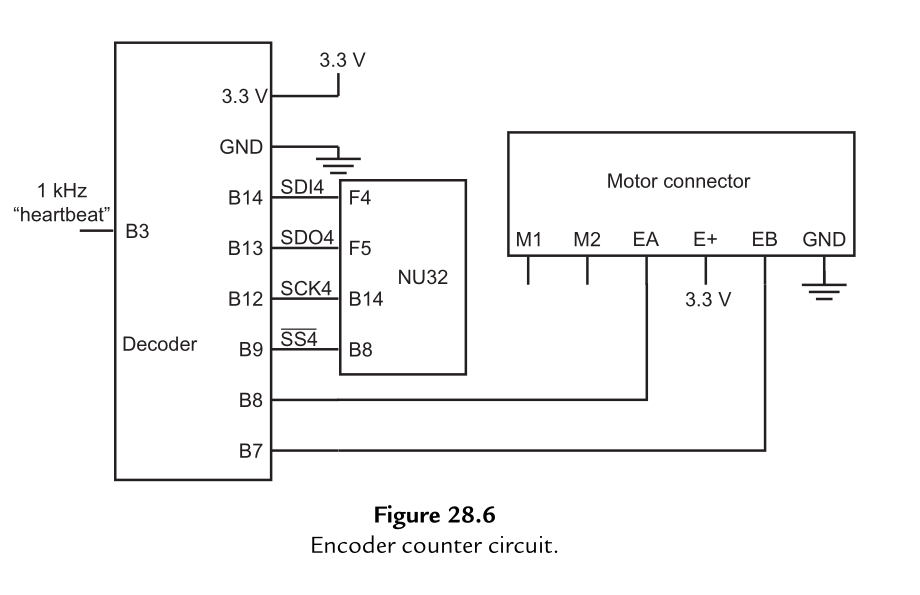 3.3 V
3.3 V
GND
1 kHz
“heartbeat”
B3
B14
SDI4
F4
B13
SDO4
F5
NU32
B12
SCK4
B14
Decoder
B9
SS4
B8
B8
B7
Motor connector
M1
M2
EA
E+
EB
GND
3.3 V
Figure 28.6
Encoder counter circuit.